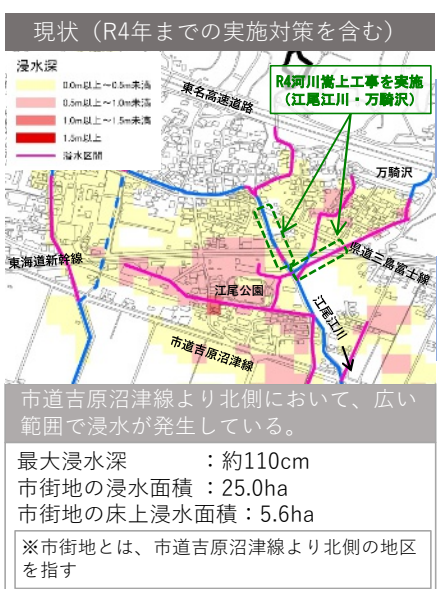 現状（R4年までの実施対策を含む）
浸水深
0.0m以上～0.5m未満
0.5m以上～1.0m未満
1.0m以上～1.5m未満
1.5m以上
溢水区間
東名高速道路
R4河川嵩上工事を実施
（江尾江川・万騎沢）
万騎沢
東海道新幹線
県道三島富士線
江尾公園
江尾江川
市道吉原沼津線
市道吉原沼津線より北側において、広い
範囲で浸水が発生している。
最大浸水深　　　：約110cm
市街地の浸水面積 ：25.0ha
市街地の床上浸水面積：5.6ha
※市街地とは、市道吉原沼津線より北側の地区
を指す